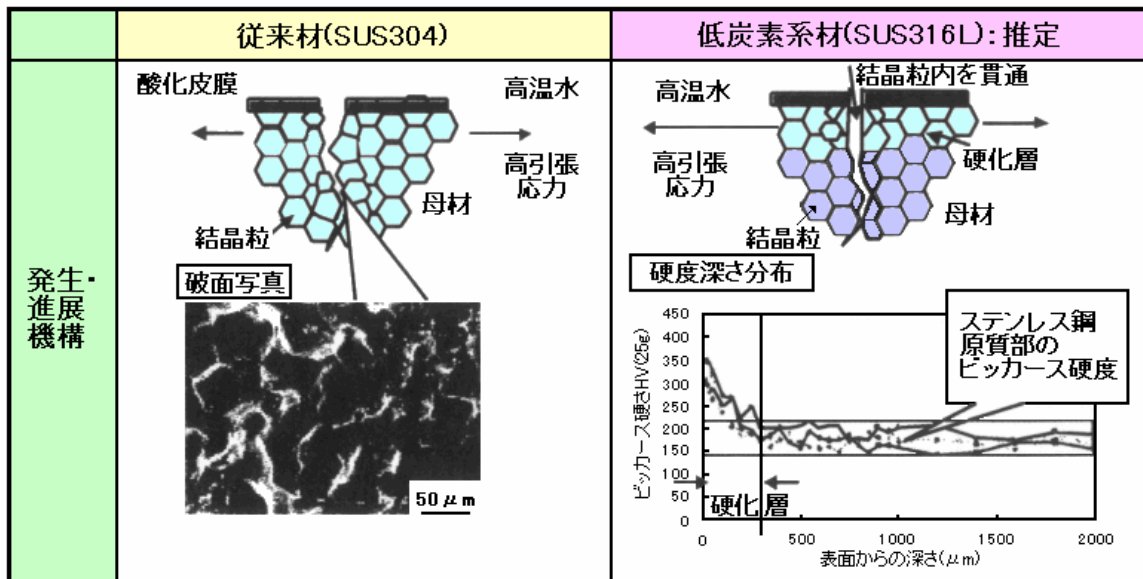 従来材(SUS304)
低炭素系材(SUS316L):推定
発生・
進展
機構
酸化皮膜
高温水
高引張
応力
母材
結晶粒
破面写真
50μm
結晶粒内を貫通
高温水
高引張
応力
硬化層
母材
結晶粒
硬度深さ分布
ステンレス鋼
原質部の
ビッカース硬度
ビッカース硬さHV(25g)
450
400
350
300
250
200
150
100
50
0
硬化層
0
500
1000
1500
2000
表面からの深さ(μm)